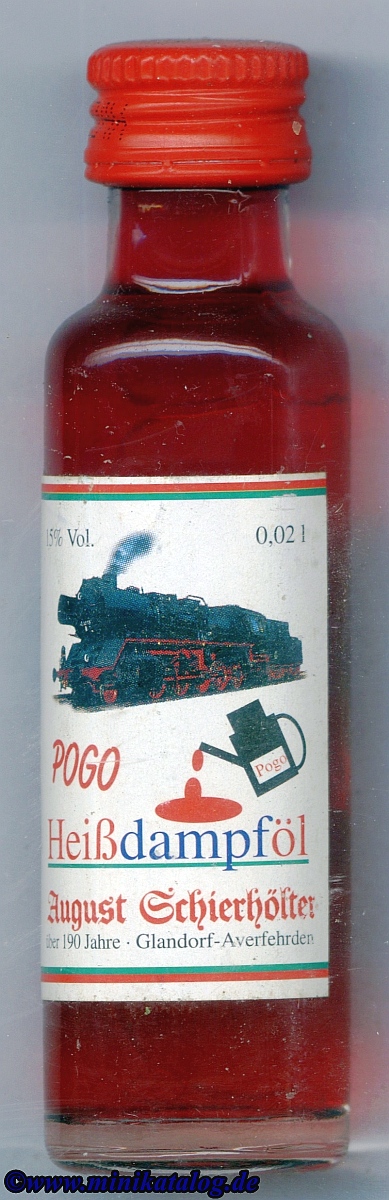 15% Vol. 0,02 l
POGO
Pogo
Heißdampföl
August Schierhölter
über 190 Jahre · Glandorf-Averfehrden
©www.minikatalog.de